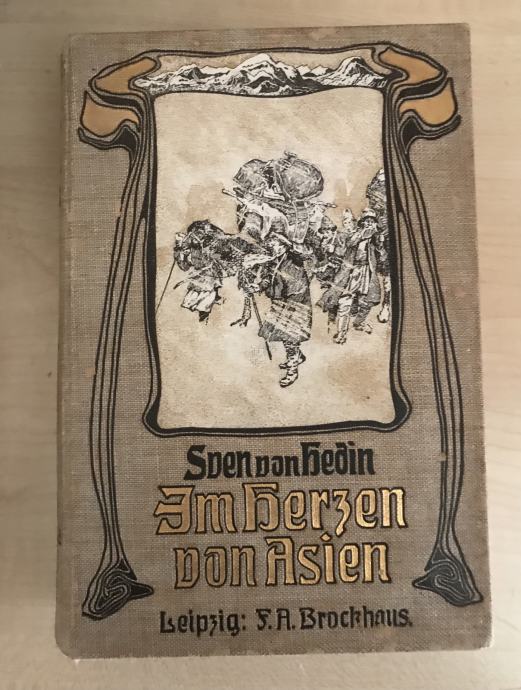 Sven von Hedin
Im Herzen
von Asien
Leipzig: F. A. Brockhaus.